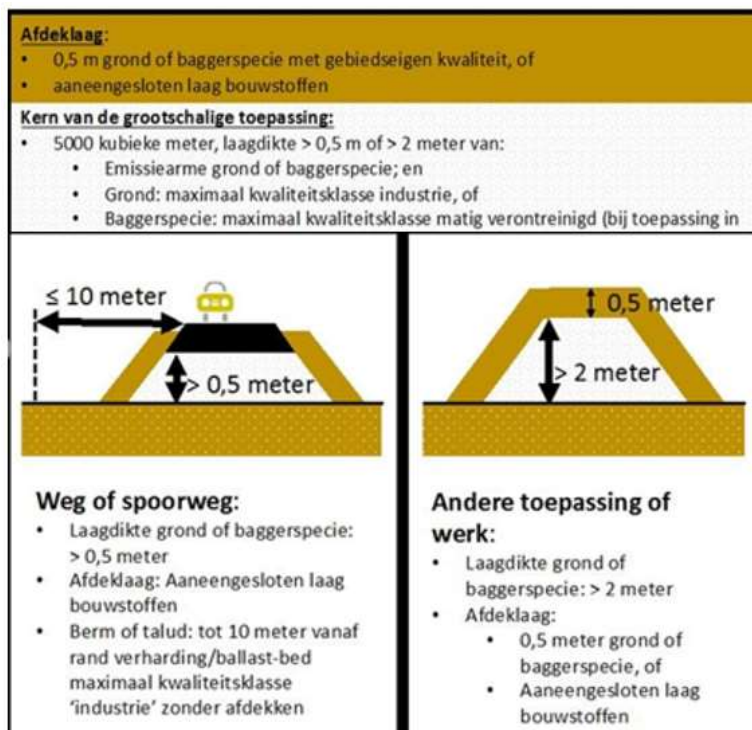 Afdeklaag:
• 0,5 m grond of baggerspecie met gebiedseigen kwaliteit, of
• aaneengesloten laag bouwstoffen
Kern van de grootschalige toepassing:
• 5000 kubieke meter, laagdikte > 0,5 m of > 2 meter van:
• Emissiearme grond of baggerspecie; en
• Grond: maximaal kwaliteitsklasse industrie, of
• Baggerspecie: maximaal kwaliteitsklasse matig verontreinigd (bij toepassing in
≤ 10 meter
> 0,5 meter
Weg of spoorweg:
• Laagdikte grond of baggerspecie:
> 0,5 meter
• Afdeklaag: Aaneengesloten laag
bouwstoffen
• Berm of talud: tot 10 meter vanaf
rand verharding/ballast-bed
maximaal kwaliteitsklasse
‘industrie’ zonder afdekken
0,5 meter
> 2 meter
Andere toepassing of
werk:
• Laagdikte grond of
baggerspecie: > 2 meter
• Afdeklaag:
• 0,5 meter grond of
baggerspecie, of
• Aaneengesloten laag
bouwstoffen